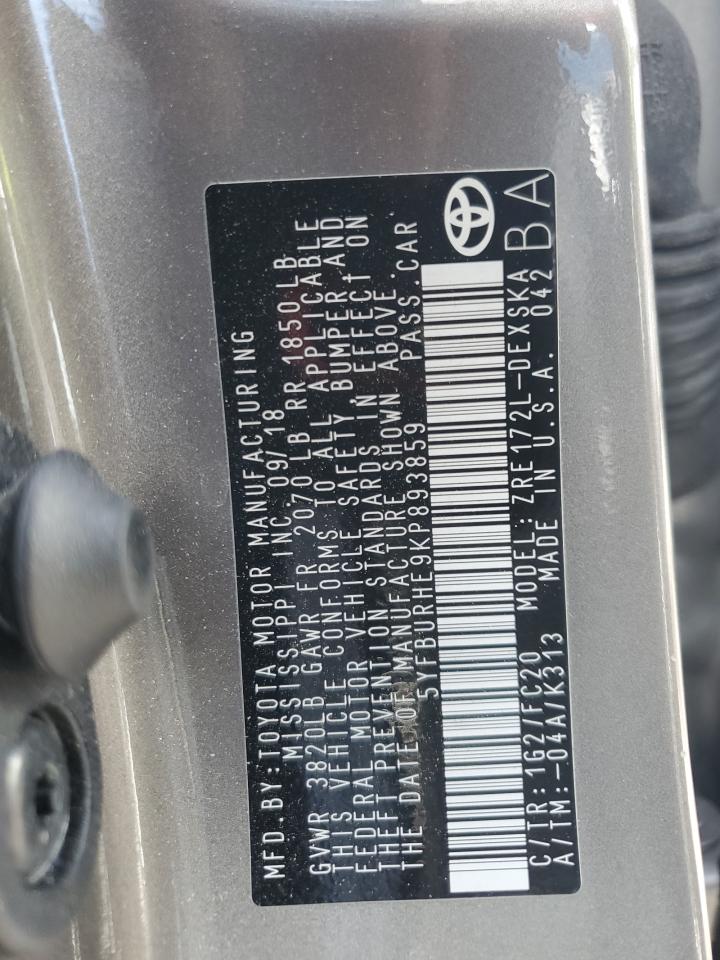 MFD.BY:TOYOTA MOTOR MANUFACTURING
MISSISSIPPI INC.09/18
GVWR 3820LB GAWR FR 2070 LB RR 1850 LB
THIS VEHICLE CONFORMS TO ALL APPLICABLE
FEDERAL MOTOR VEHICLE SAFETY, BUMPER AND
THEFT PREVENTION STANDARDS IN EFFECT ON
THE DATE OF MANUFACTURE SHOWN ABOVE.
5YFBURHE9KP893859 PASS.CAR
C/TR:1G2/FC20 MODEL:ZRE172L-DEXSKA
A/TM:-04A/K313 MADE IN U.S.A. 042
BA